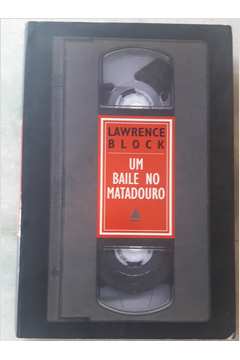 LAWRENCE
BLOCK
UM
BAILE NO
MATADOURO